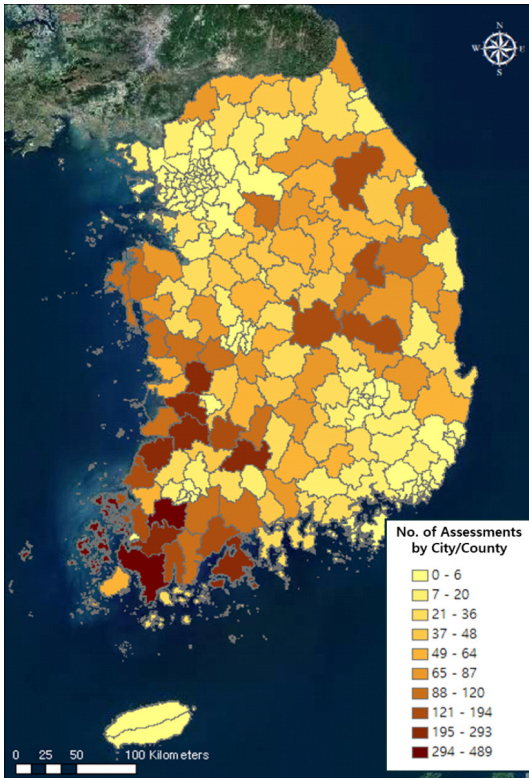 N
W E
S
No. of Assessments
by City/County
0 - 6
7 - 20
21 - 36
37 - 48
49 - 64
65 - 87
88 - 120
121 - 194
195 - 293
294 - 489
0 25 50 100 Kilometers